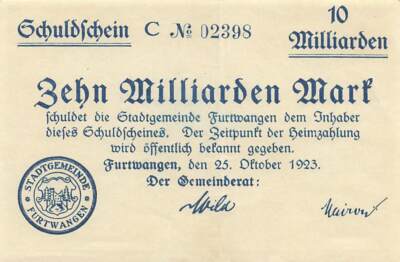 Schuldschein C № 02398 10 Milliarden
Zehn Milliarden Mark
schuldet die Stadtgemeinde Furtwangen dem Inhaber
dieses Schuldscheines. Der Zeitpunkt der Heimzahlung
wird öffentlich bekannt gegeben.
Furtwangen, den 25. Oktober 1923.
Der Gemeinderat:
STADTGEMEINDE FURTWANGEN